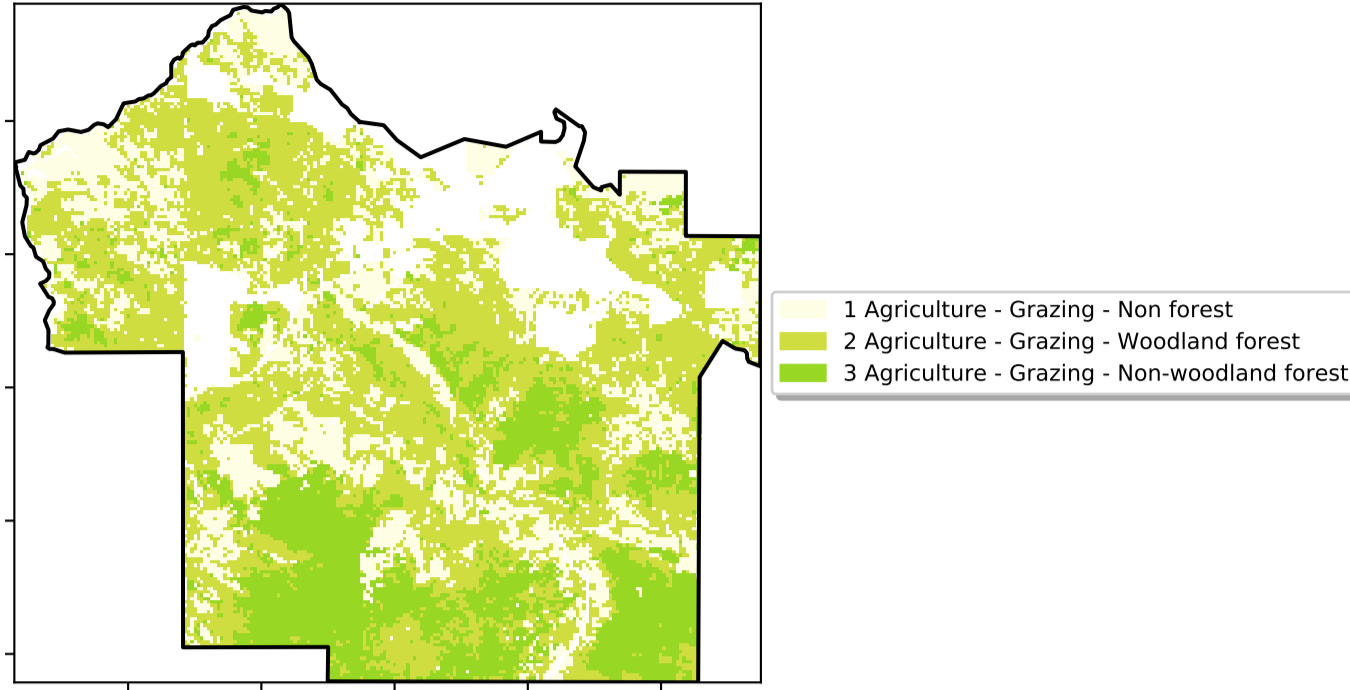 1 Agriculture - Grazing - Non forest
2 Agriculture - Grazing - Woodland forest
3 Agriculture - Grazing - Non-woodland forest